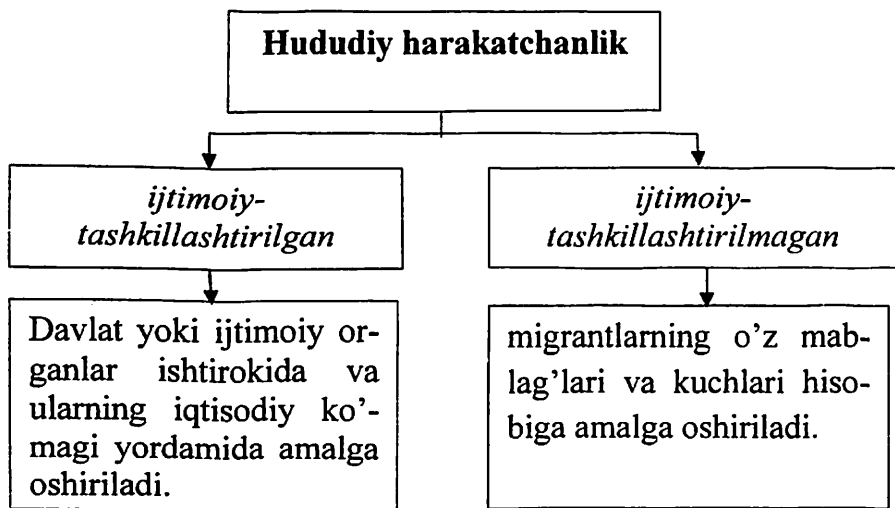 Hududiy harakatchanlik
ijtimoiy-
tashkillashtirilgan
ijtimoiy-
tashkillashtirilmagan
Davlat yoki ijtimoiy or-
ganlar ishtirokida va
ularning iqtisodiy ko’-
magi yordamida amalga
oshiriladi.
migrantlarning o’z mab-
lag’lari va kuchlari hiso-
biga amalga oshiriladi.